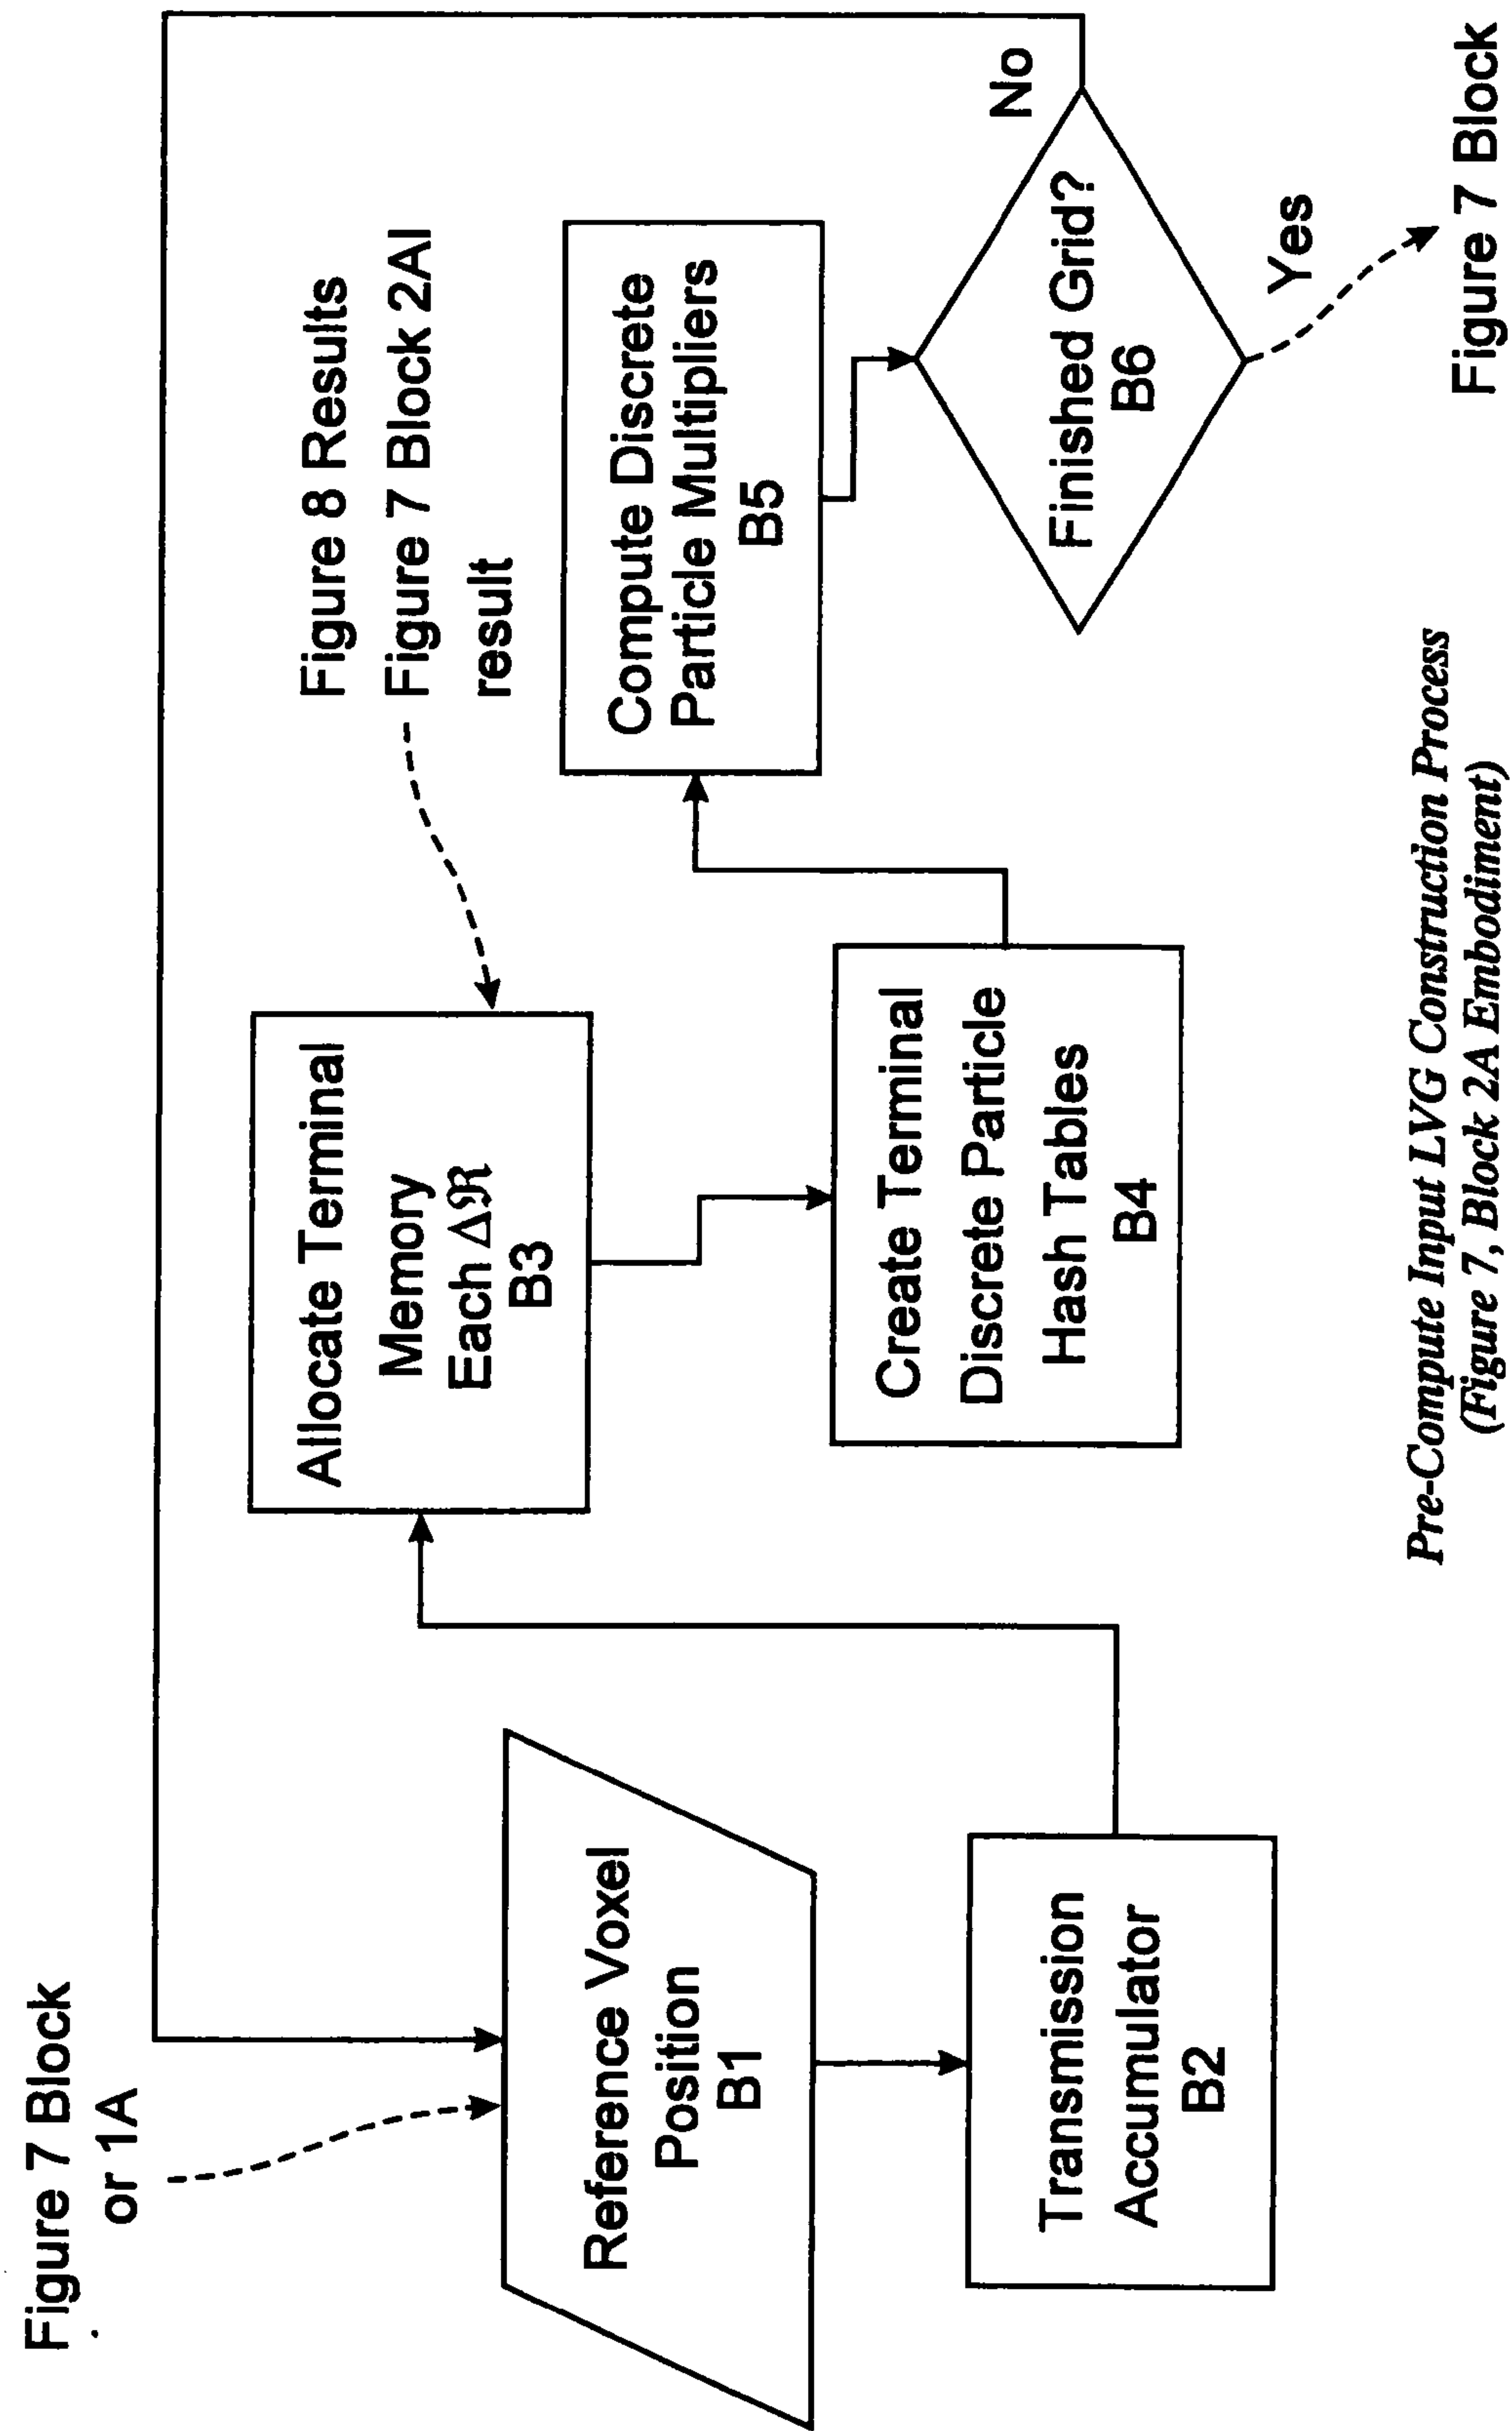 Figure 7 Block
or 1A
Reference Voxel
Position
B1
Transmission
Accumulator
B2
Allocate Terminal
Memory
Each Δℜ
B3
Figure 8 Results
Figure 7 Block 2AI
result
Create Terminal
Discrete Particle
Hash Tables
B4
Compute Discrete
Particle Multipliers
B5
Finished Grid?
B6
No
Yes
Figure 7 Block
Pre-Compute Input LVG Construction Process
(Figure 7, Block 2A Embodiment)